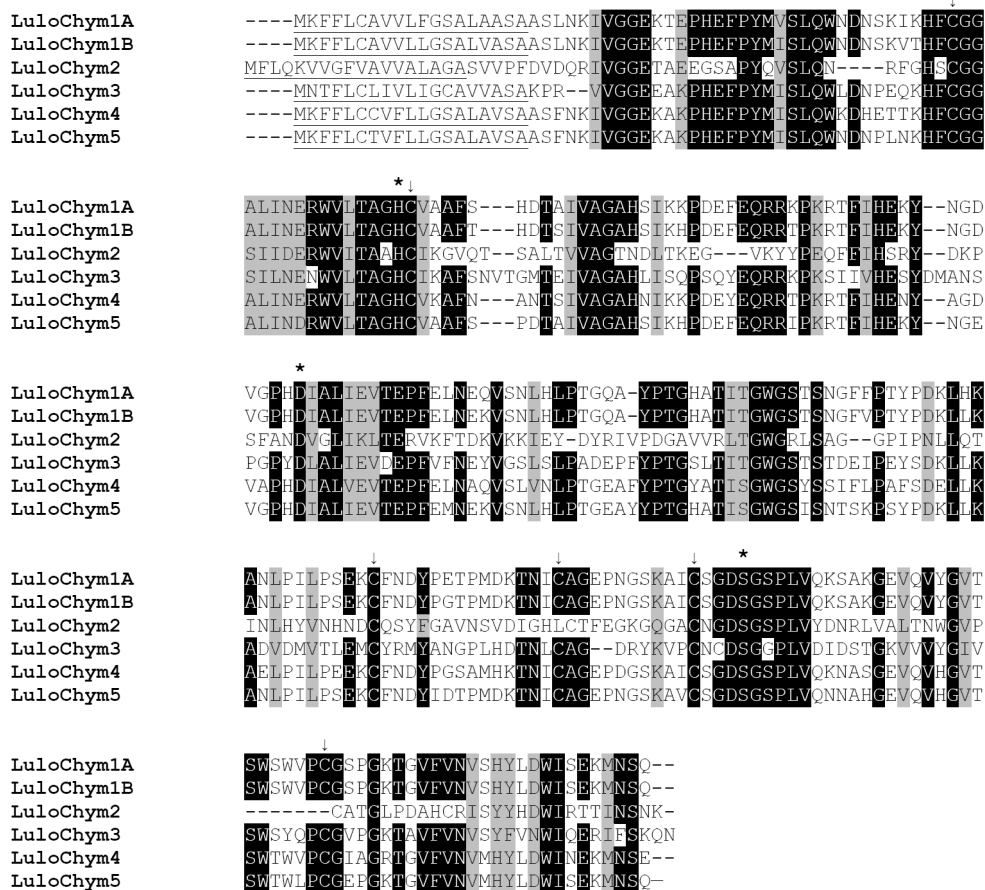 ↓
LuloChym1A ----MKFFLCAVVLFGSALAASAASLNKIVGGEKTEPHEFPYMVSLQWNDNSKIKHFCGG
LuloChym1B ----MKFFLCAVVLLGSALVASAASLNKIVGGEKTEPHEFPYMISLQWNDNSKVTHFCGG
LuloChym2 MFLQKVVGFVAVVALAGASVVPFDVDQRIVGGETAEEGSAPYQVSLQN----RFGHSCGG
LuloChym3 ----MNTFLCLIVLIGCAVVASAKPR--VVGGEEAKPHEFPYMISLQWLDNPEQKHFCGG
LuloChym4 ----MKFFLCCVFLLGSALAVSAASFNKIVGGEKAKPHEFPYMISLQWKDHETTKHFCGG
LuloChym5 ----MKFFLCTVFLLGSALAVSAASFNKIVGGEKAKPHEFPYMISLQWNDNPLNKHFCGG
* ↓
LuloChym1A ALINERWVLTAGHCVAAFS---HDTAIVAGAHSIKKPDEFEQRRKPKRTFIHEKY--NGD
LuloChym1B ALINERWVLTAGHCVAAFT---HDTSIVAGAHSIKKPDEFEQRRTPKRTFIHEKY--NGD
LuloChym2 SIIDERWVITAAHCIKGVQT--SALTVVAGTNDLTKEG--VKYYPEQFFIHSRY--DKP
LuloChym3 SILNENWVLTAGHCIKAFSNVTGMTEIVAGAHLISQPSQYEQRRKPKSIIVHESYDMANS
LuloChym4 ALINERWVLTAGHCVKAFN---ANTSIVAGAHNIKKPDEYEQRRTPKRTFIHENY--AGD
LuloChym5 ALINDRWVLTAGHCVAAFS---PDTAIVAGAHSIKHPDEFEQRRIPKRTFIHEKY--NGE
*
LuloChym1A VGPHDIALIEVTEPFELNEQVSNLHLPTGQA-YPTGHATITGWGSTSNGFFPTYPDKLHK
LuloChym1B VGPHDIALIEVTEPFELNEKVSNLHLPTGQA-YPTGHATITGWGSTSNGFVPTYPDKLHK
LuloChym2 SFANDVGLIKLTERVKFTDKVKKIEY-DYRIVPDGAVVRLTGWGRLSAG--GPIPNLLQT
LuloChym3 PGPYDLALIEVDEPFVFNEYVGSLSLPADEPFYPTGSLTITGWGSTSTDEIPEYSDKLLK
LuloChym4 VAPHDIALVEVTEPFELNAQVSLVNLPTGEAFYPTGYATISGWGSYSSIFLPAFSDELLK
LuloChym5 VGPHDIALIEVTEPFEMNEKVSNLHLPTGEAYYPTGHATISGWGSISNTSKPSYPDKLLK
↓ ↓ ↓ *
LuloChym1A ANLPILPSEKCFNDYPETPMDKTNICAGEPNGSKAICSGDSGSPLVQKSAKGEVQVYGVT
LuloChym1B ANLPILPSEKCFNDYPGTPMDKTNICAGEPNGSKAICSGDSGSPLVQKSAKGEVQVYGVT
LuloChym2 INLHYVNHNDCQSYFGAVNSVDIGHLCTFEGKGQGACNGDSGSPLVYDNRLVALTNWGVP
LuloChym3 ADVDMVTLEMCYRMYANGPLHDTNLCAG--DRYKVPCNCDSGGPLVDIDSTGKVVVYGIV
LuloChym4 AELPILPEEKCFNDYPGSAMHKTNICAGEPDGSKAICSGDSGSPLVQKNASGEVQVHGVT
LuloChym5 ANLPILPSEKCFNDYIDTPMDKTNICAGEPNGSKAVCSGDSGSPLVQNNAHGEVQVHGVT
↓
LuloChym1A SWSWVPCGSPGKTGVFVNVSHYLDWISEKMNSQ--
LuloChym1B SWSWVPCGSPGKTGVFVNVSHYLDWISEKMNSQ--
LuloChym2 -------CATGLPDAHCRISYYHDWIRTTINSNK-
LuloChym3 SWSYQPCGVPGKTAVFVNVSYFVNWIQERIFSKQN
LuloChym4 SWTWVPCGIAGRTGVFVNVMHYLDWINEKMNSE--
LuloChym5 SWTWLPCGEPGKTGVFVNVMHYLDWISEKMNSQ—